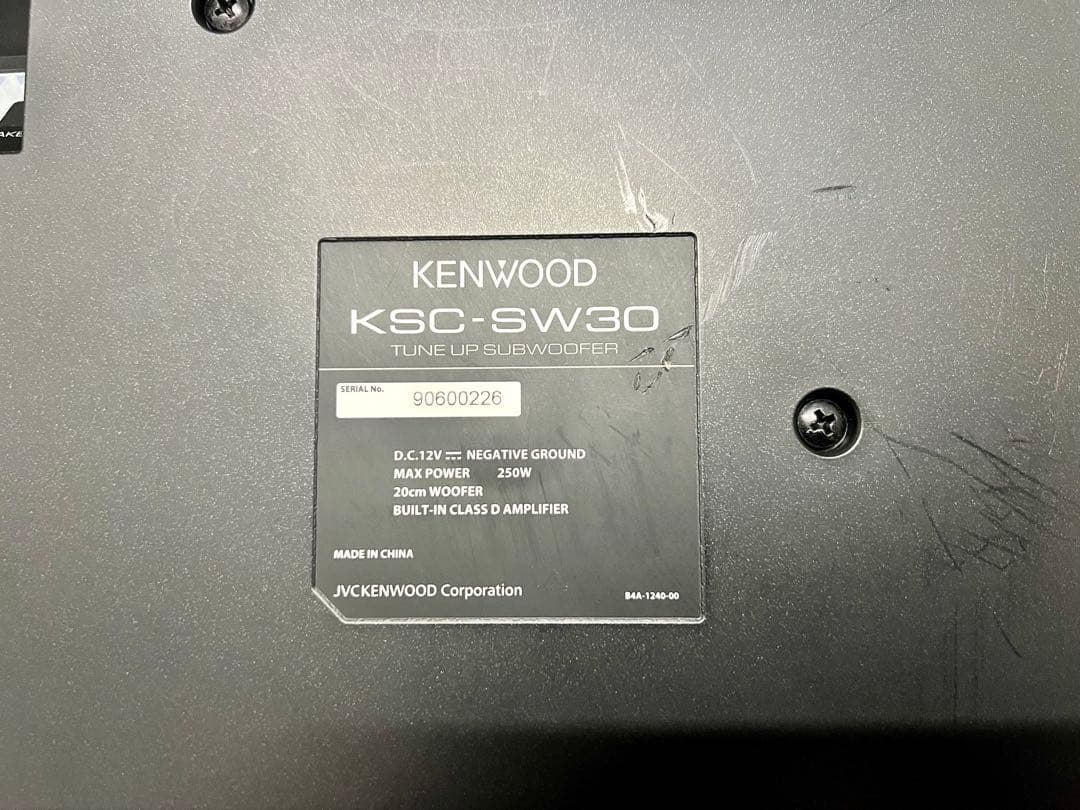 KENWOOD
KSC-SW30
TUNE UP SUBWOOFER
SERIAL No.
90600226
D.C.12V ⎓ NEGATIVE GROUND
MAX POWER 250W
20cm WOOFER
BUILT-IN CLASS D AMPLIFIER
MADE IN CHINA
JVCKENWOOD Corporation
B4A-1240-00